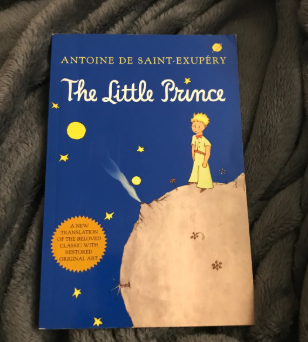 ANTOINE DE SAINT-EXUPÉRY
The Little Prince
A NEW
TRANSLATION
OF THE BELOVED
CLASSIC WITH
RESTORED
ORIGINAL ART